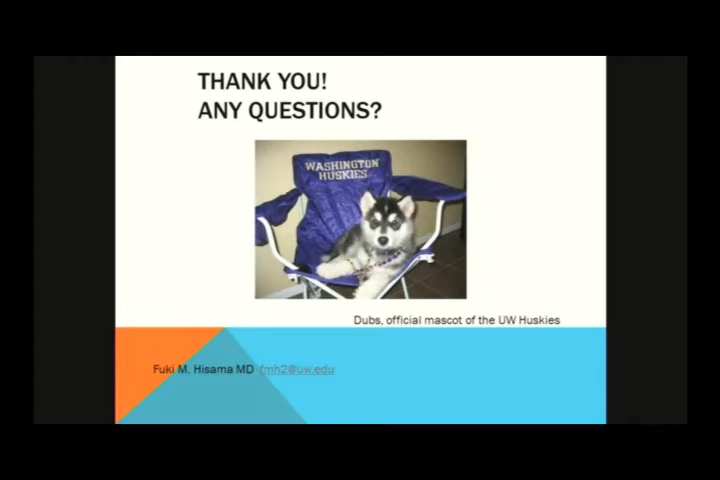 THANK YOU!
ANY QUESTIONS?
WASHINGTON
HUSKIES
Dubs, official mascot of the UW Huskies
Fuki M. Hisama MD fmh2@uw.edu